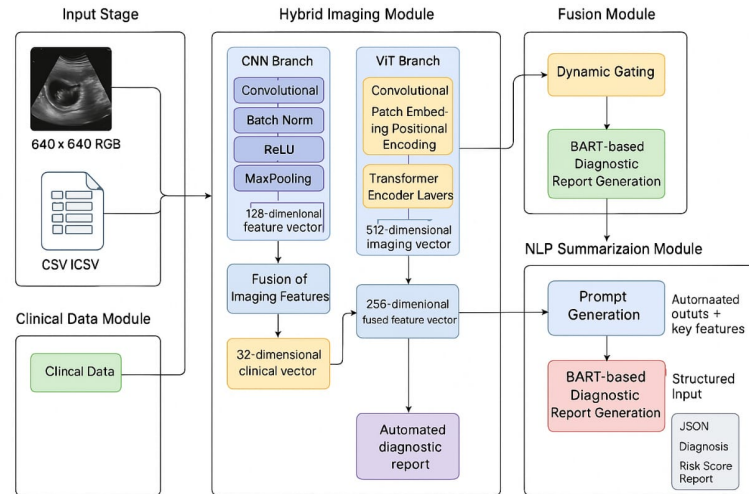 Input Stage
640 x 640 RGB
CSV ICSV
Clinical Data Module
Clincal Data
Hybrid Imaging Module
CNN Branch
Convolutional
Batch Norm
ReLU
MaxPooling
128-dimenlonal
feature vector
Fusion of
Imaging Features
32-dimensional
clinical vector
ViT Branch
Convolutional
Patch Embed-
ing Positional
Encoding
Transformer
Encoder Lavers
512-dimensional
imaging vector
256-dimenional
fused feature vector
Automated
diagnostic
report
Fusion Module
Dynamic Gating
BART-based
Diagnostic
Report Generation
NLP Summarizaion Module
Prompt
Generation
Automaated
oututs +
key features
BART-based
Diagnostic
Report Generation
Structured
Input
JSON
Diagnosis
Risk Score
Report